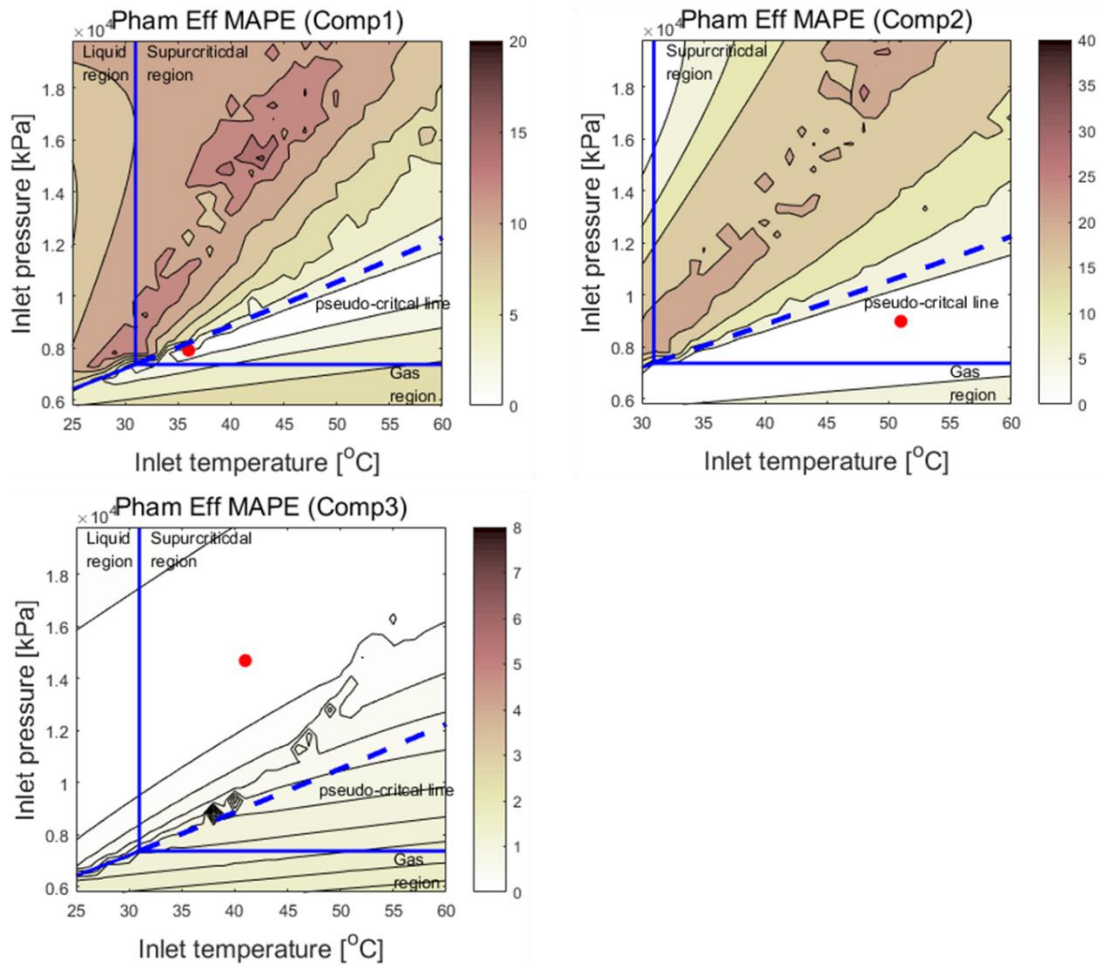 Pham Eff MAPE (Comp1)
× 10⁴
Liquid region
Supurcriticdal region
1.8
1.6
1.4
1.2
1
0.8
0.6
Inlet pressure [kPa]
pseudo-critcal line
Gas region
25 30 35 40 45 50 55 60
Inlet temperature [°C]
20
15
10
5
0
Pham Eff MAPE (Comp2)
× 10⁴
Supurcriticdal region
1.8
1.6
1.4
1.2
1
0.8
0.6
Inlet pressure [kPa]
pseudo-critcal line
Gas region
30 35 40 45 50 55 60
Inlet temperature [°C]
40
35
30
25
20
15
10
5
0
Pham Eff MAPE (Comp3)
× 10⁴
Liquid region
Supurcriticdal region
1.8
1.6
1.4
1.2
1
0.8
0.6
Inlet pressure [kPa]
pseudo-critcal line
Gas region
25 30 35 40 45 50 55 60
Inlet temperature [°C]
8
7
6
5
4
3
2
1
0